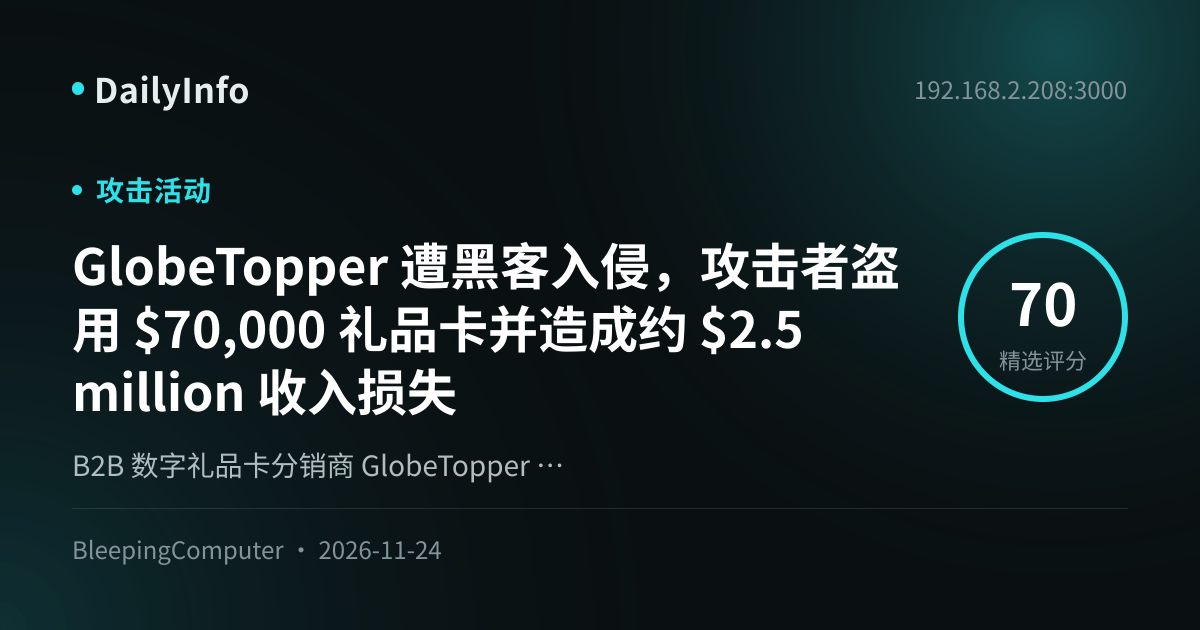 DailyInfo
192.168.2.208:3000
攻击活动
GlobeTopper 遭黑客入侵，攻击者盗
用 $70,000 礼品卡并造成约 $2.5
million 收入损失
70
精选评分
B2B 数字礼品卡分销商 GlobeTopper …
BleepingComputer • 2026-11-24